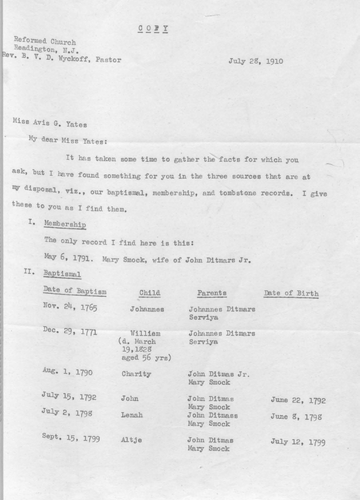 COPY
Reformed Church
Readington, N.J.
Rev. B. V. D. Wyckoff, Pastor
July 28, 1910
Miss Avis G. Yates
My dear Miss Yates:
It has taken some time to gather the facts for which you
ask, but I have found something for you in the three sources that are at
my disposal, viz., our baptismal, membership, and tombstone records. I give
these to you as I find them.
I. Membership
The only record I find here is this:
May 6, 1791. Mary Smock, wife of John Ditmars Jr.
II. Baptismal
Date of Baptism Child Parents Date of Birth
Nov. 24, 1765 Johannes Johannes Ditmars
Serviya
Dec. 29, 1771 William Johannes Ditmars
(d. March Serviya
19,1828
aged 56 yrs)
Aug. 1, 1790 Charity John Ditmas Jr.
Mary Smock
July 15, 1792 John John Ditmas June 22, 1792
Mary Smock
July 2, 1798 Lenah John Ditmass June 8, 1798
Mary Smock
Sept. 15, 1799 Altje John Ditmas July 12, 1799
Mary Smock